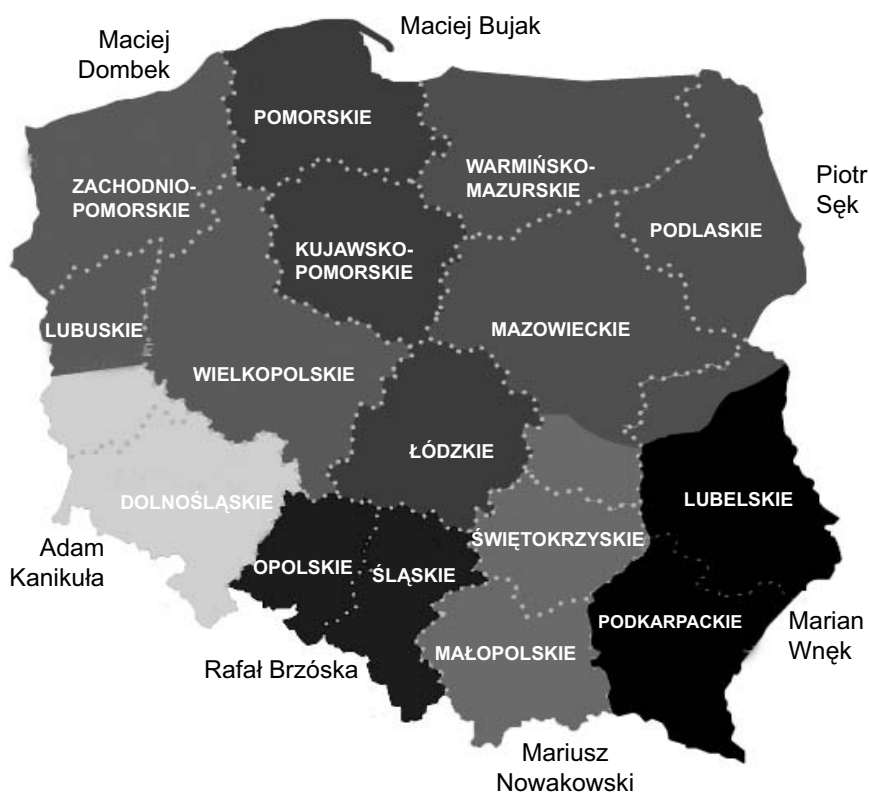 Maciej Bujak
Maciej
Dombek
POMORSKIE
WARMIŃSKO-
MAZURSKIE
Piotr
Sęk
ZACHODNIO-
POMORSKIE
PODLASKIE
KUJAWSKO-
POMORSKIE
LUBUSKIE
MAZOWIECKIE
WIELKOPOLSKIE
ŁÓDZKIE
DOLNOŚLĄSKIE
LUBELSKIE
Adam
Kanikuła
OPOLSKIE
ŚLĄSKIE
ŚWIĘTOKRZYSKIE
PODKARPACKIE
Marian
Wnęk
MAŁOPOLSKIE
Rafał Brzóska
Mariusz
Nowakowski